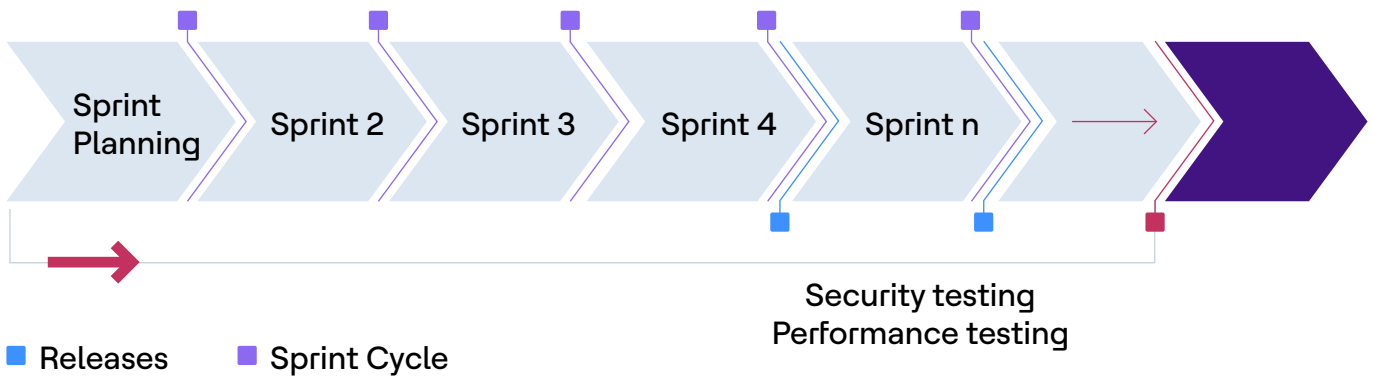 Sprint
Planning
Sprint 2
Sprint 3
Sprint 4
Sprint n
Security testing
Performance testing
Releases
Sprint Cycle